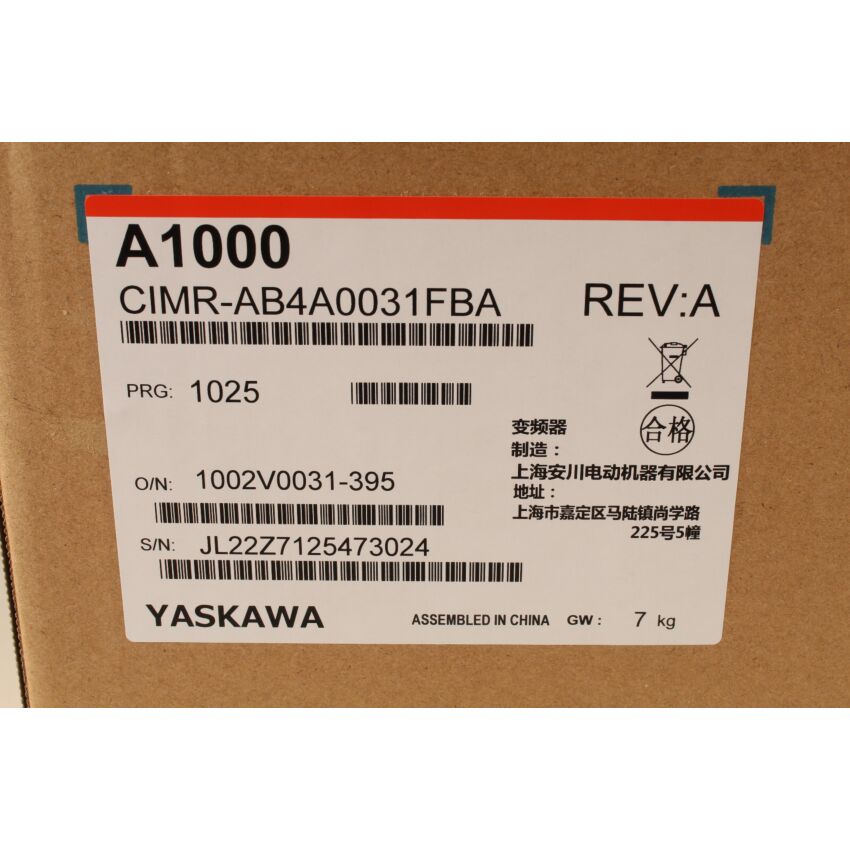 A1000
CIMR-AB4A0031FBA
REV:A
PRG: 1025
合格
变频器
制造：
上海安川电动机器有限公司
地址：
上海市嘉定区马陆镇尚学路
225号5幢
O/N: 1002V0031-395
S/N: JL22Z7125473024
YASKAWA
ASSEMBLED IN CHINA GW: 7 kg